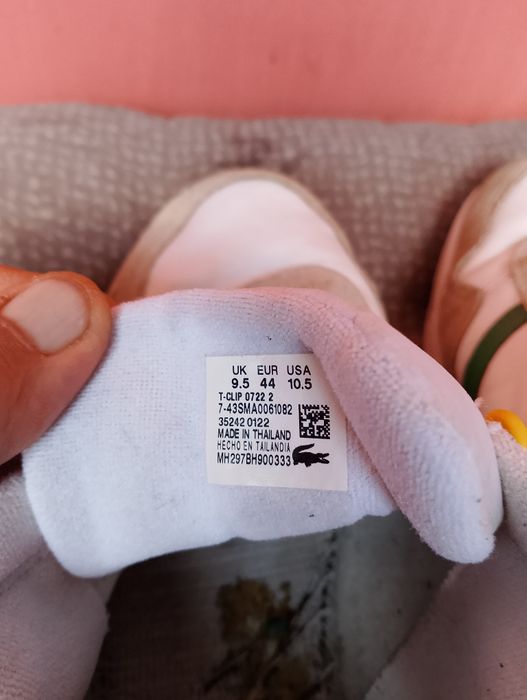 UK EUR USA
9.5 44 10.5
T-CLIP 0722 2
7-43SMA0061082
35242 0122
MADE IN THAILAND
HECHO EN TAILANDIA
MH297BH900333